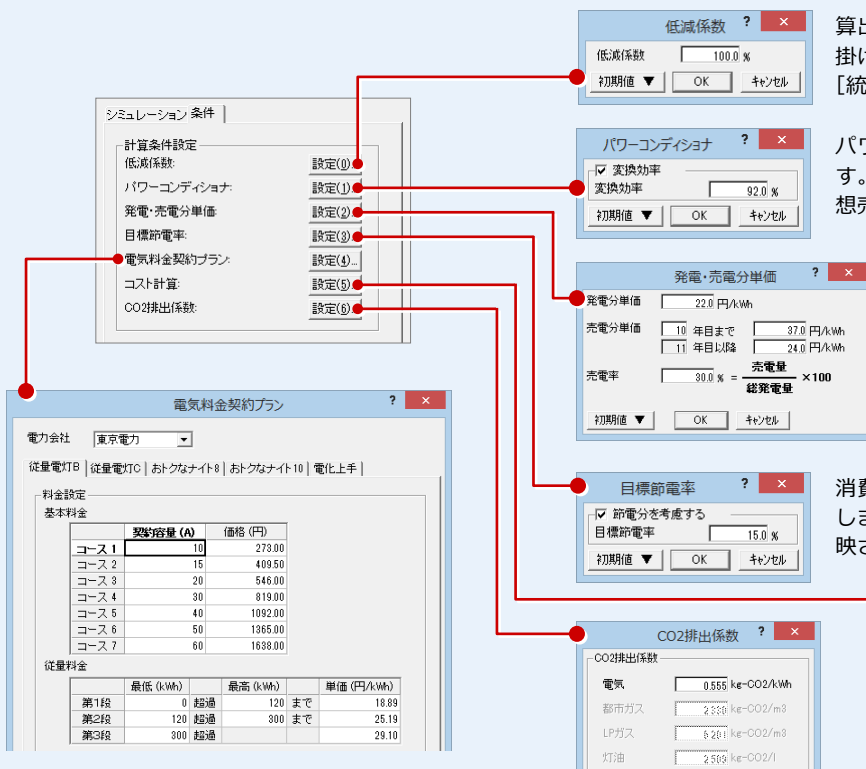 低減係数 ? ×
低減係数 100.0 %
初期値 ▼ OK キャンセル
算出
掛け
[統
シミュレーション 条件
計算条件設定
低減係数: 設定(0)...
パワーコンディショナ: 設定(1)...
発電・売電分単価: 設定(2)...
目標節電率: 設定(3)...
電気料金契約プラン: 設定(4)...
コスト計算: 設定(5)...
CO2排出係数: 設定(6)...
パワーコンディショナ ? ×
変換効率
変換効率 92.0 %
初期値 ▼ OK キャンセル
パワ
す。
想売
発電・売電分単価 ? ×
発電分単価 22.0 円/kWh
売電分単価 10 年目まで 37.0 円/kWh
11 年目以降 24.0 円/kWh
売電率 30.0 % = 売電量 / 総発電量 ×100
初期値 ▼ OK キャンセル
電気料金契約プラン ? ×
電力会社 東京電力
従量電灯B 従量電灯C おトクなナイト8 おトクなナイト10 電化上手
料金設定
基本料金
契約容量 (A) 価格 (円)
コース 1 10 273.00
コース 2 15 409.50
コース 3 20 546.00
コース 4 30 819.00
コース 5 40 1092.00
コース 6 50 1365.00
コース 7 60 1638.00
従量料金
最低 (kWh) 最高 (kWh) 単価 (円/kWh)
第1段 0 超過 120 まで 18.89
第2段 120 超過 300 まで 25.19
第3段 300 超過 29.10
目標節電率 ? ×
節電分を考慮する
目標節電率 15.0 %
初期値 ▼ OK キャンセル
消費
しま
映さ
CO2排出係数 ? ×
CO2排出係数
電気 0.555 kg-CO2/kWh
都市ガス kg-CO2/m3
LPガス kg-CO2/m3
灯油 2.509 kg-CO2/l